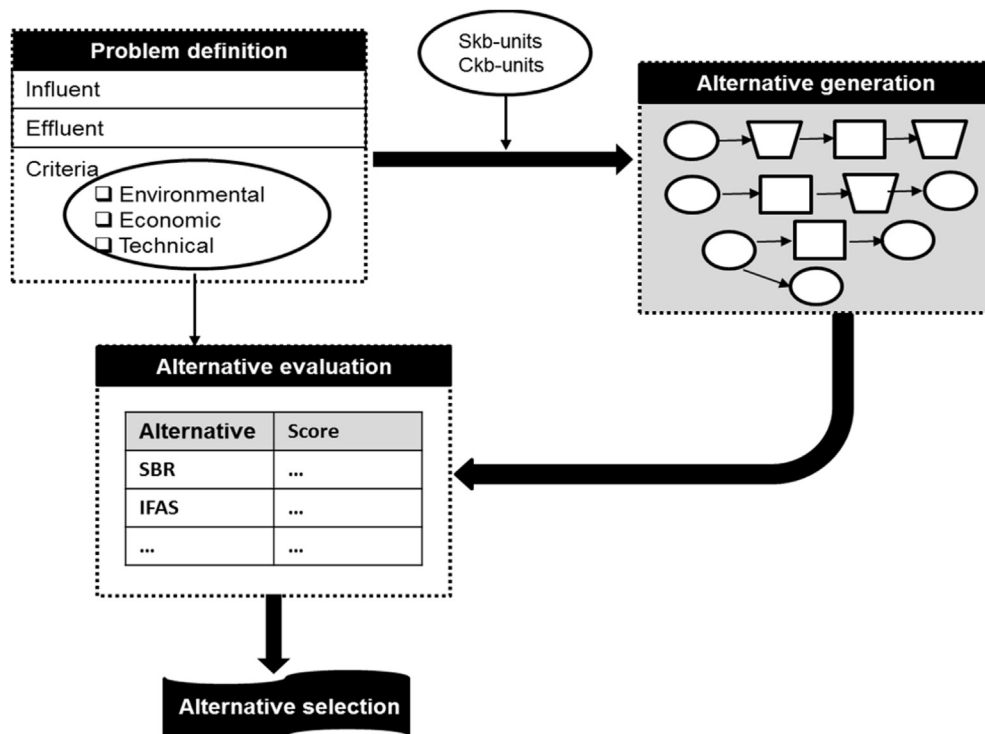 Problem definition
Influent
Effluent
Criteria
Environmental
Economic
Technical
Skb-units
Ckb-units
Alternative generation
Alternative evaluation
Alternative Score
SBR ...
IFAS ...
... ...
Alternative selection